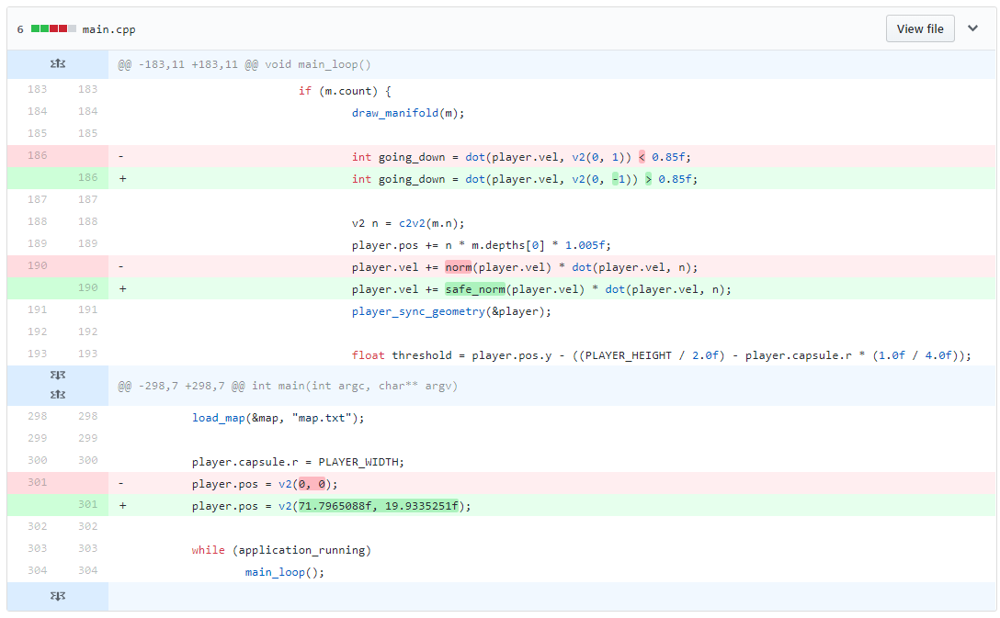 6 main.cpp View file
@@ -183,11 +183,11 @@ void main_loop()
183 183 if (m.count) {
184 184 draw_manifold(m);
185 185
186 - int going_down = dot(player.vel, v2(0, 1)) < 0.85f;
186 + int going_down = dot(player.vel, v2(0, -1)) > 0.85f;
187 187
188 188 v2 n = c2v2(m.n);
189 189 player.pos += n * m.depths[0] * 1.005f;
190 - player.vel += norm(player.vel) * dot(player.vel, n);
190 + player.vel += safe_norm(player.vel) * dot(player.vel, n);
191 191 player_sync_geometry(&player);
192 192
193 193 float threshold = player.pos.y - ((PLAYER_HEIGHT / 2.0f) - player.capsule.r * (1.0f / 4.0f));
@@ -298,7 +298,7 @@ int main(int argc, char** argv)
298 298 load_map(&map, "map.txt");
299 299
300 300 player.capsule.r = PLAYER_WIDTH;
301 - player.pos = v2(0, 0);
301 + player.pos = v2(71.7965088f, 19.9335251f);
302 302
303 303 while (application_running)
304 304 main_loop();